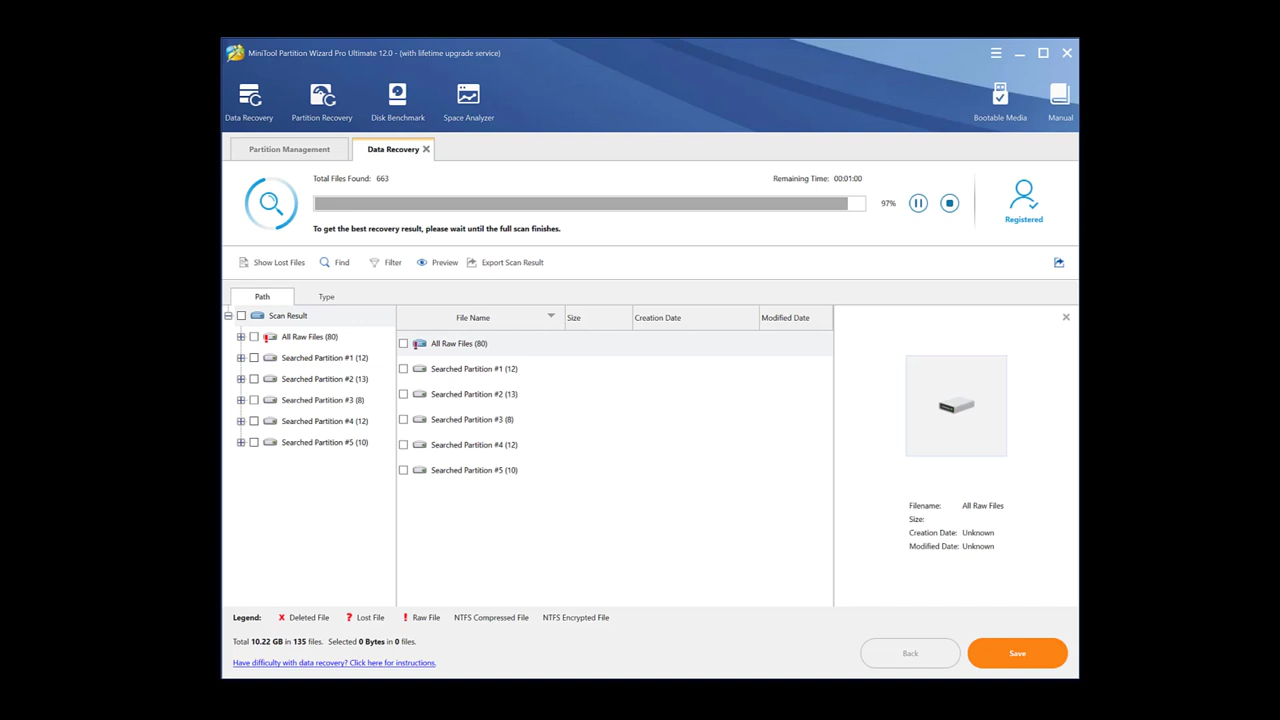 MiniTool Partition Wizard Pro Ultimate 12.0 - (with lifetime upgrade service)
Data Recovery Partition Recovery Disk Benchmark Space Analyzer Bootable Media Manual
Partition Management Data Recovery
Total Files Found: 663 Remaining Time: 00:01:00
97%
To get the best recovery result, please wait until the full scan finishes.
Registered
Show Lost Files Find Filter Preview Export Scan Result
Path Type
Scan Result
All Raw Files (80)
Searched Partition #1 (12)
Searched Partition #2 (13)
Searched Partition #3 (8)
Searched Partition #4 (12)
Searched Partition #5 (10)
File Name Size Creation Date Modified Date
All Raw Files (80)
Searched Partition #1 (12)
Searched Partition #2 (13)
Searched Partition #3 (8)
Searched Partition #4 (12)
Searched Partition #5 (10)
Filename: All Raw Files
Size:
Creation Date: Unknown
Modified Date: Unknown
Legend: Deleted File Lost File Raw File NTFS Compressed File NTFS Encrypted File
Total 10.22 GB in 135 files. Selected 0 Bytes in 0 files.
Have difficulty with data recovery? Click here for instructions.
Back Save